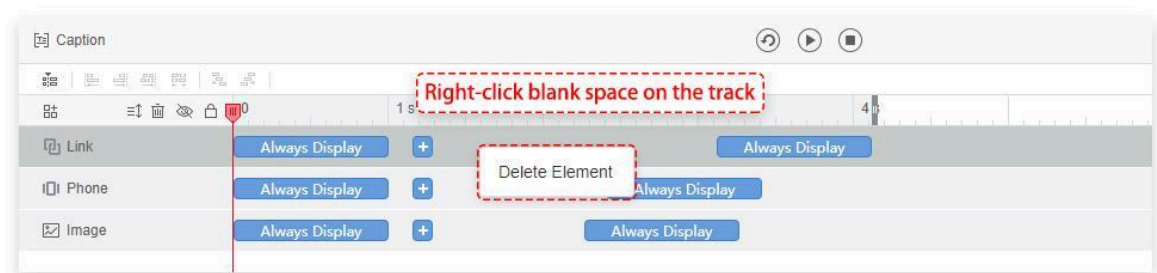 Caption
Right-click blank space on the track
0 1 s 4
Link Always Display + Always Display
Delete Element
Phone Always Display + Always Display
Image Always Display + Always Display